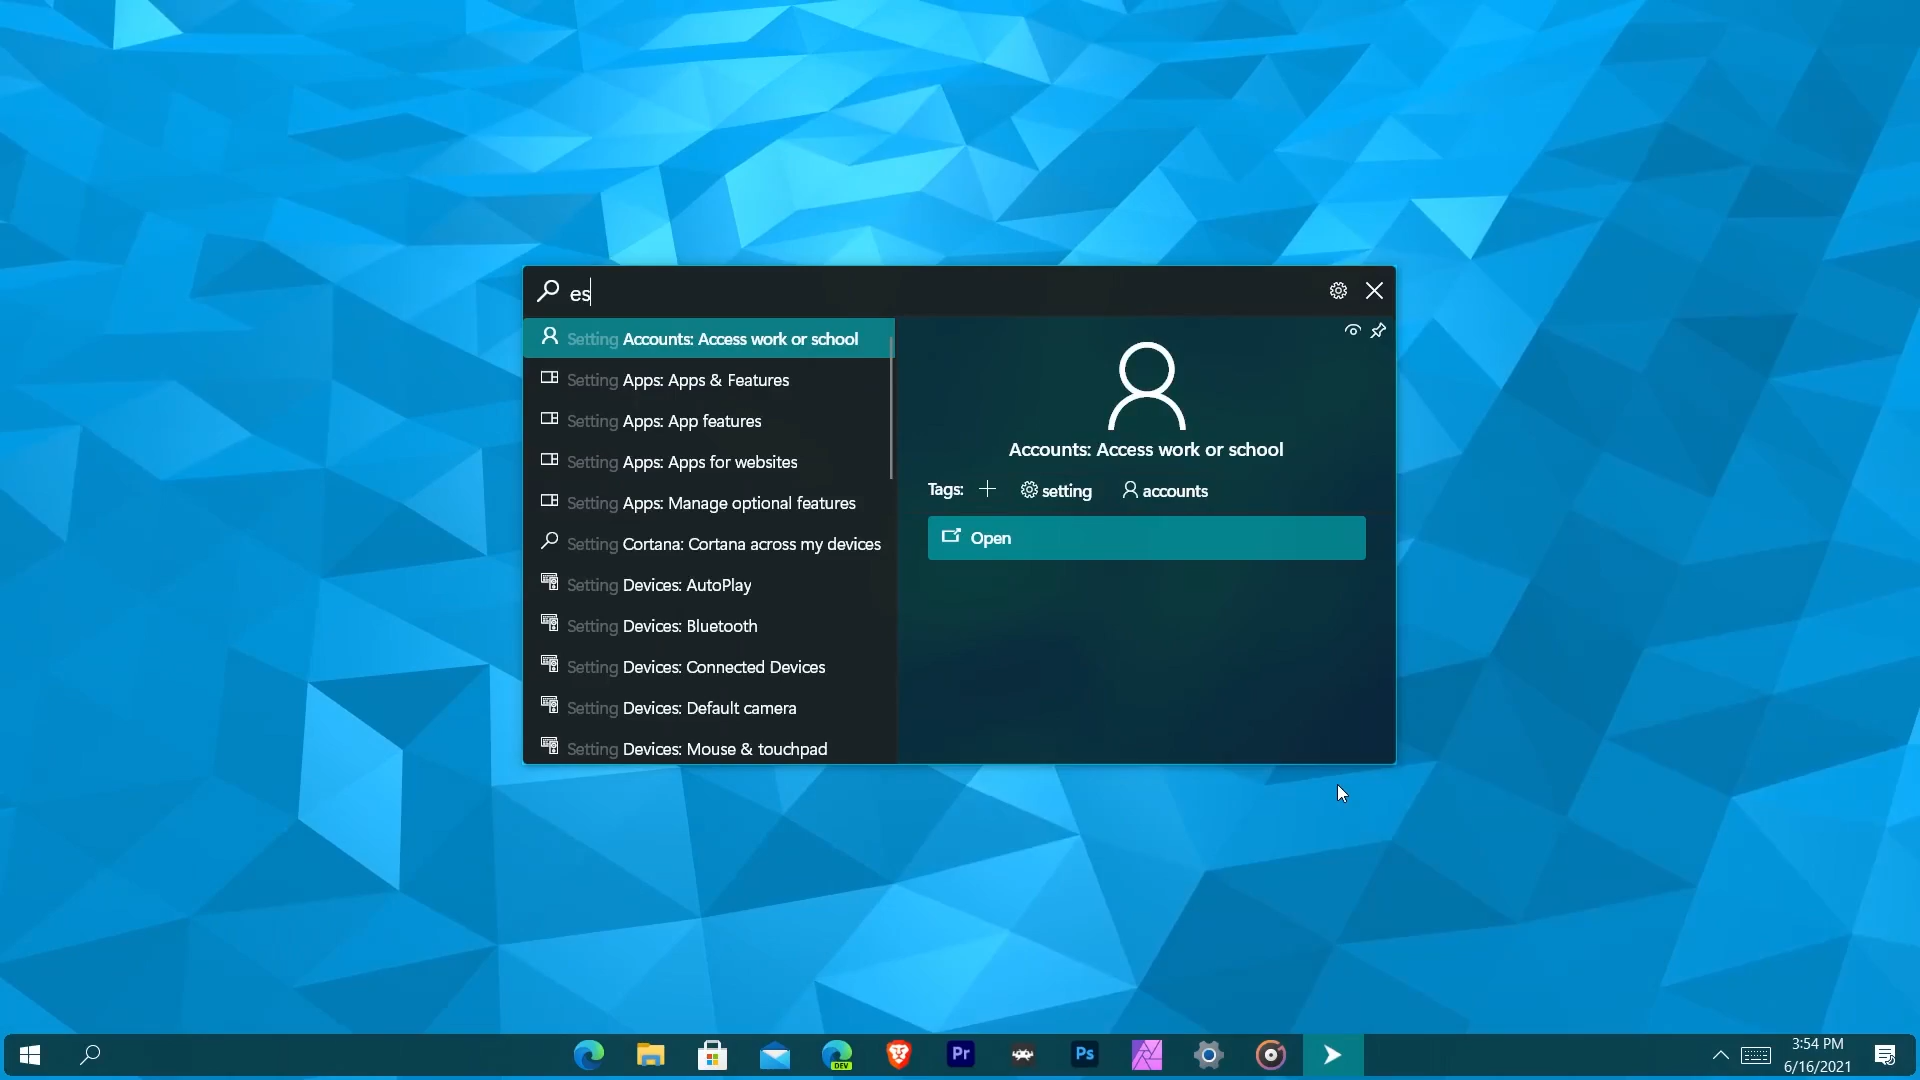 es
Setting Accounts: Access work or school
Setting Apps: Apps & Features
Setting Apps: App features
Setting Apps: Apps for websites
Setting Apps: Manage optional features
Setting Cortana: Cortana across my devices
Setting Devices: AutoPlay
Setting Devices: Bluetooth
Setting Devices: Connected Devices
Setting Devices: Default camera
Setting Devices: Mouse & touchpad
Accounts: Access work or school
Tags: setting accounts
Open
DEV
Pr
Ps
3:54 PM
6/16/2021